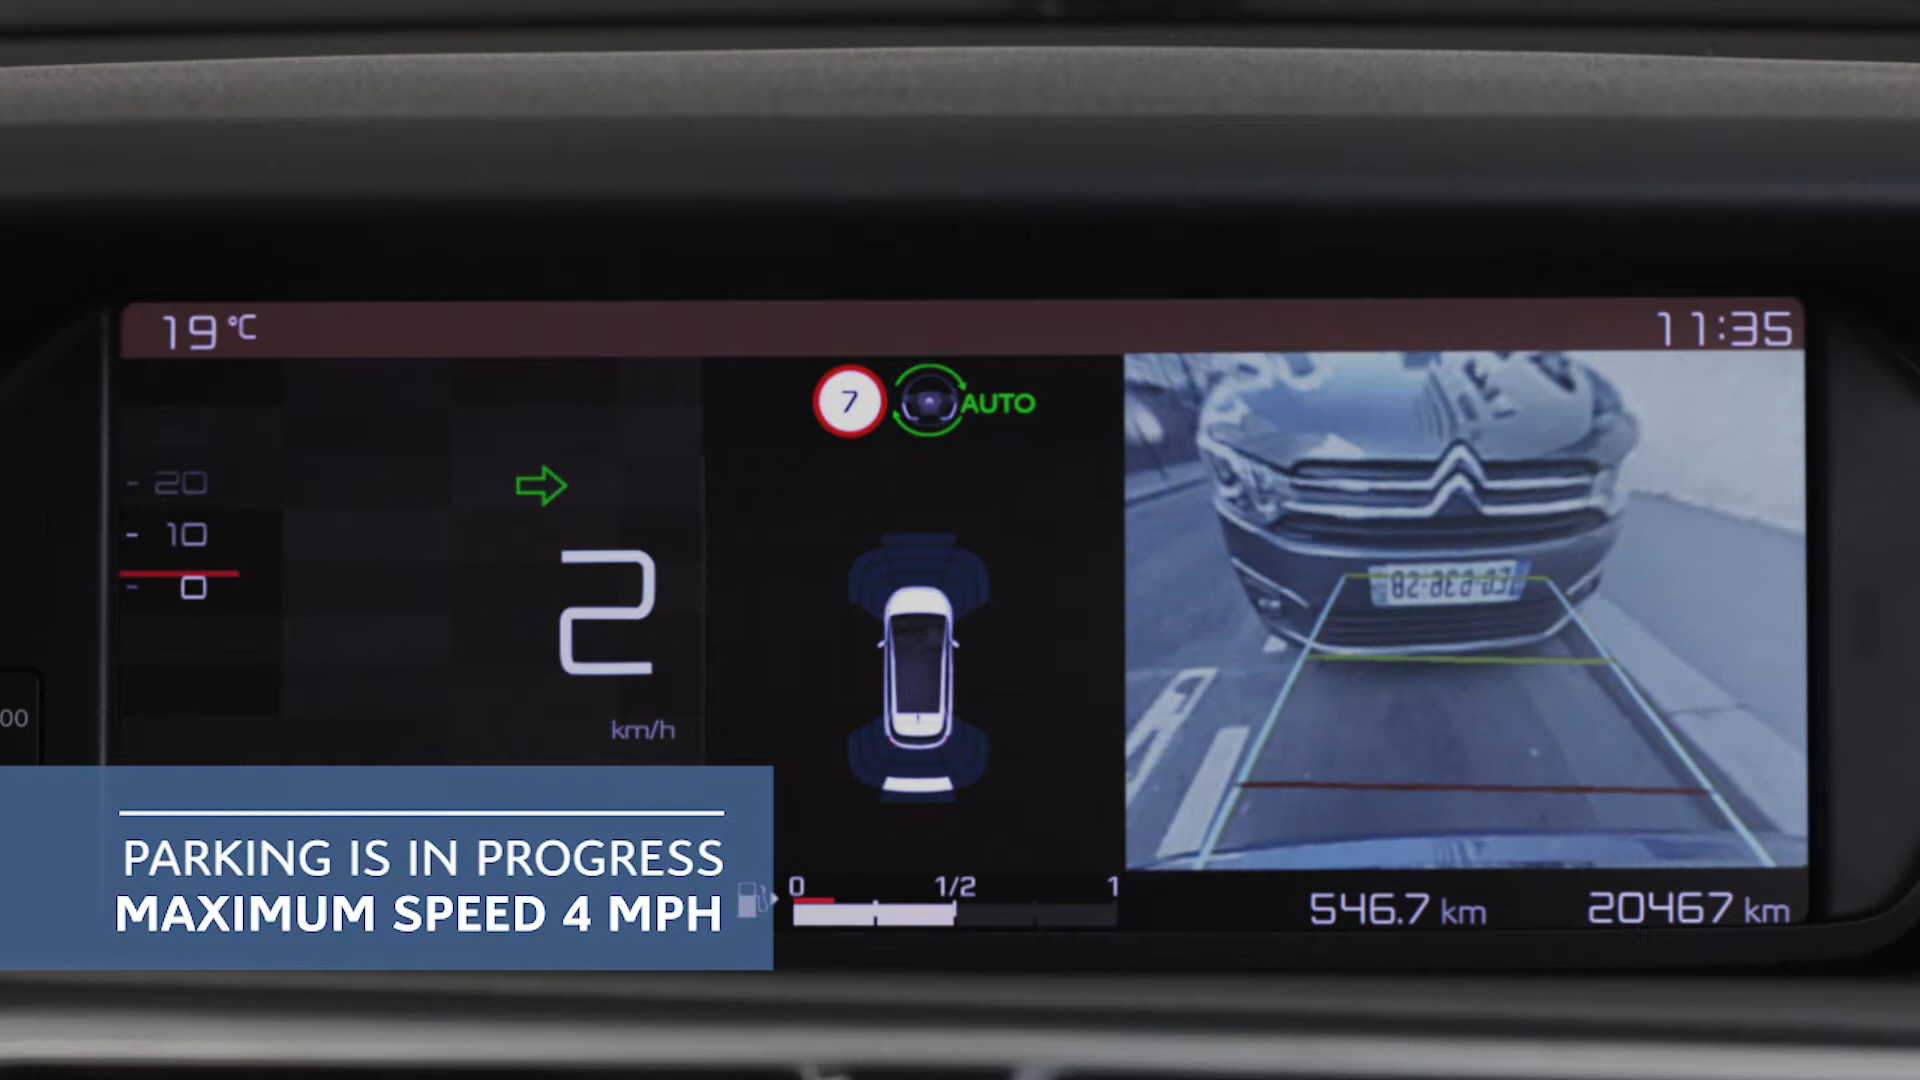 19 °C
11:35
7
AUTO
- 20
- 10
- 0
2
km/h
00
PARKING IS IN PROGRESS
MAXIMUM SPEED 4 MPH
0 1/2 1
546.7 km
20467 km